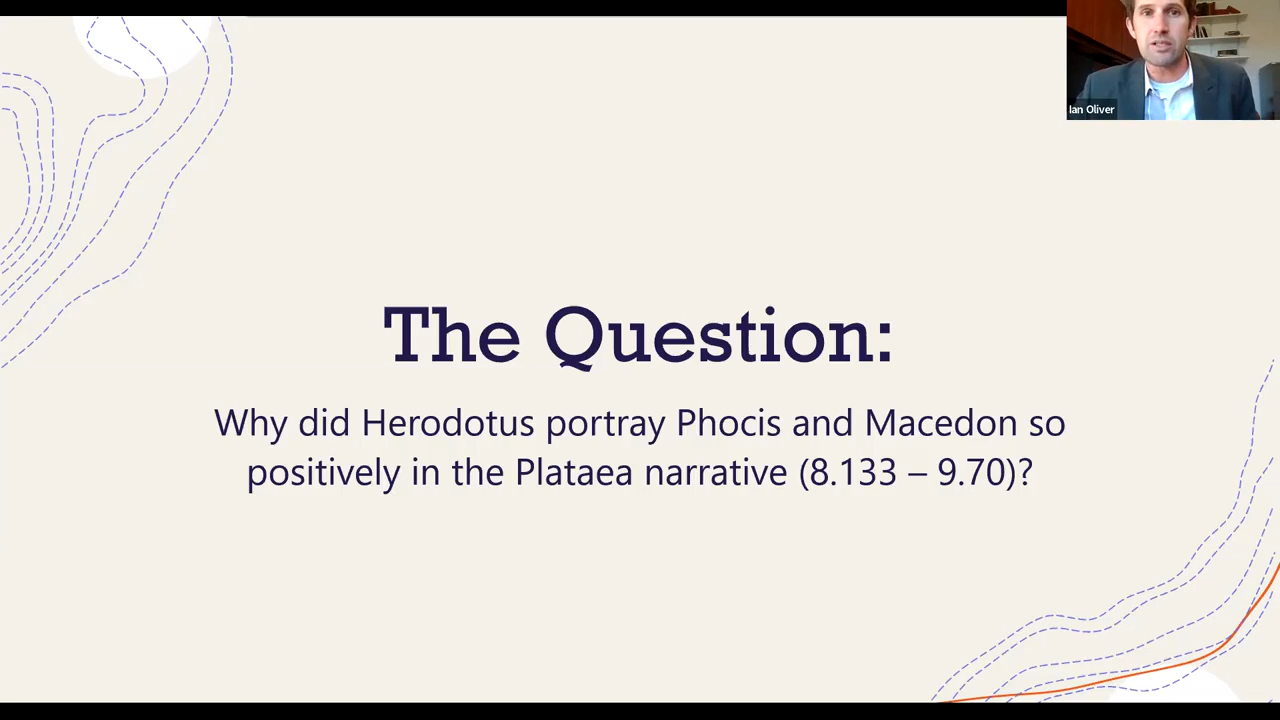 Ian Oliver
The Question:
Why did Herodotus portray Phocis and Macedon so
positively in the Plataea narrative (8.133 – 9.70)?